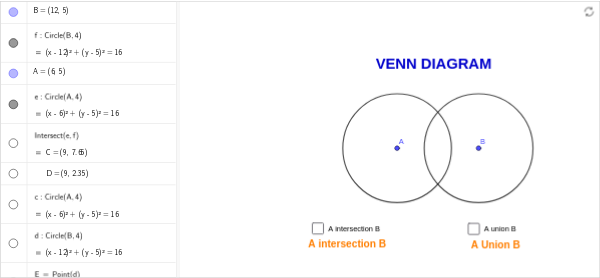 B = (12, 5)
f : Circle(B, 4)
= (x - 12)² + (y - 5)² = 16
A = (6, 5)
e : Circle(A, 4)
= (x - 6)² + (y - 5)² = 16
Intersect(e, f)
= C = (9, 7.65)
D = (9, 2.35)
c : Circle(A, 4)
= (x - 6)² + (y - 5)² = 16
d : Circle(B, 4)
= (x - 12)² + (y - 5)² = 16
E = Point(d)
VENN DIAGRAM
A
B
A intersection B
A union B
A intersection B
A Union B